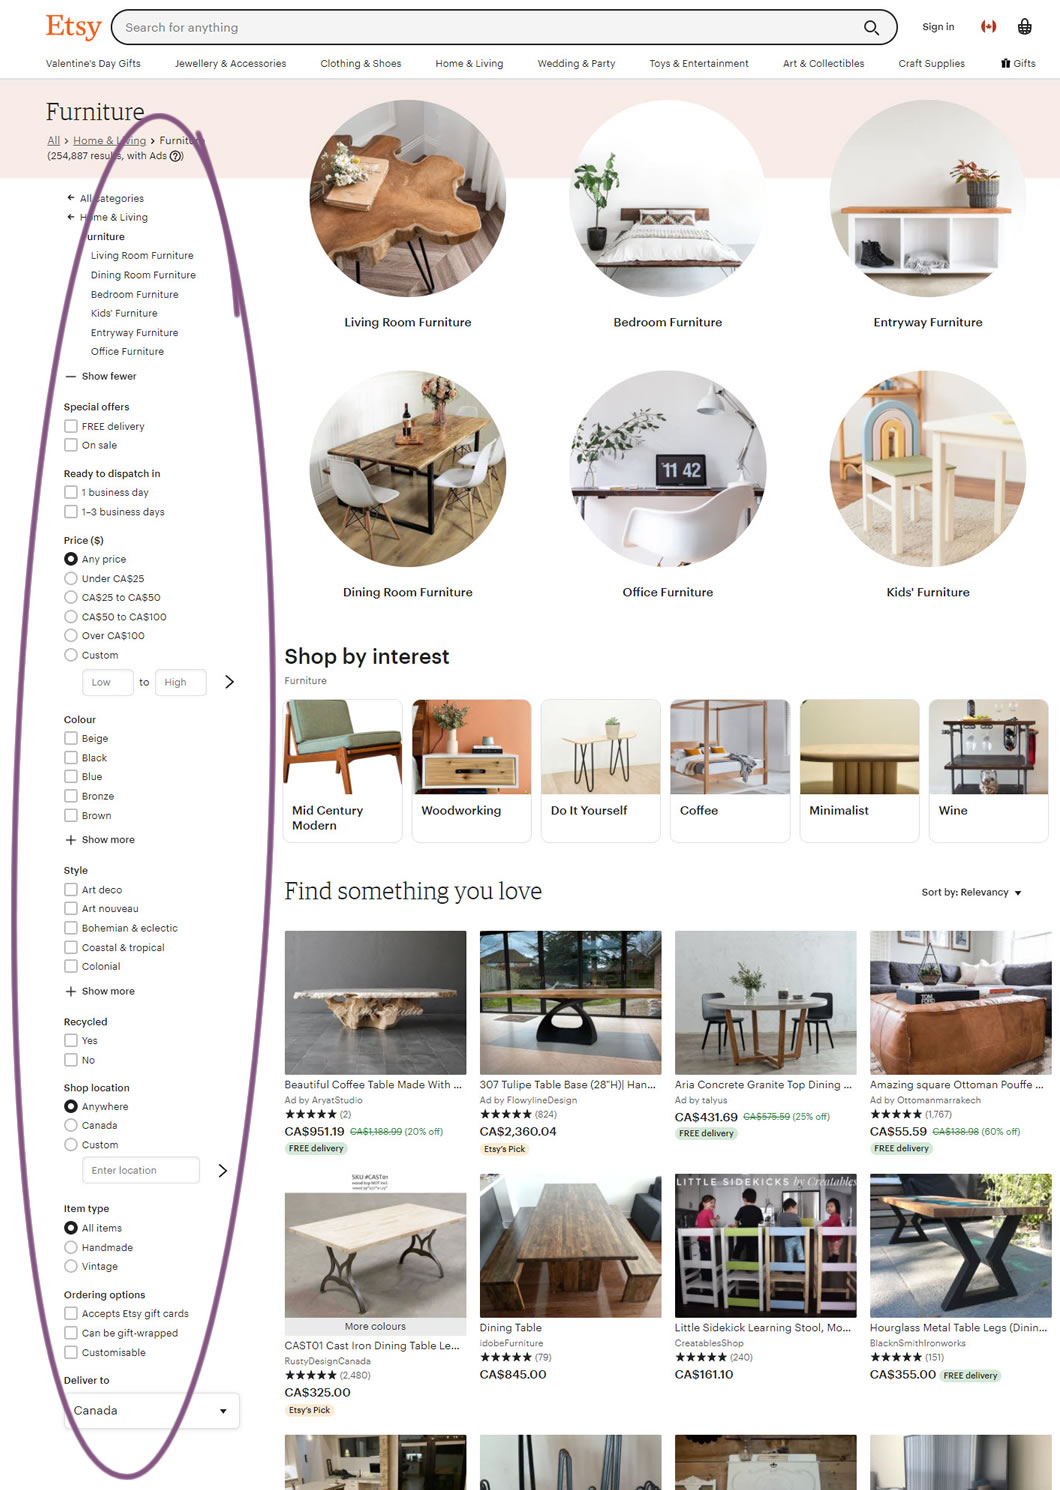 Etsy
Search for anything
Sign in
Valentine's Day Gifts
Jewellery & Accessories
Clothing & Shoes
Home & Living
Wedding & Party
Toys & Entertainment
Art & Collectibles
Craft Supplies
Gifts
Furniture
All > Home & Living > Furniture
(254,887 results, with Ads ?)
All categories
Home & Living
Furniture
Living Room Furniture
Dining Room Furniture
Bedroom Furniture
Kids' Furniture
Entryway Furniture
Office Furniture
Show fewer
Special offers
FREE delivery
On sale
Ready to dispatch in
1 business day
1–3 business days
Price ($)
Any price
Under CA$25
CA$25 to CA$50
CA$50 to CA$100
Over CA$100
Custom
Low to High
Colour
Beige
Black
Blue
Bronze
Brown
Show more
Style
Art deco
Art nouveau
Bohemian & eclectic
Coastal & tropical
Colonial
Show more
Recycled
Yes
No
Shop location
Anywhere
Canada
Custom
Enter location
Item type
All items
Handmade
Vintage
Ordering options
Accepts Etsy gift cards
Can be gift-wrapped
Customisable
Deliver to
Canada
Living Room Furniture
Bedroom Furniture
Entryway Furniture
11 42
Dining Room Furniture
Office Furniture
Kids' Furniture
Shop by interest
Furniture
Mid Century
Modern
Woodworking
Do It Yourself
Coffee
Minimalist
Wine
Find something you love
Sort by: Relevancy
Beautiful Coffee Table Made With ...
Ad by AryatStudio
(2)
CA$951.19 CA$1,188.99 (20% off)
FREE delivery
307 Tulipe Table Base (28"H)| Han...
Ad by FlowylineDesign
(824)
CA$2,360.04
Etsy's Pick
Aria Concrete Granite Top Dining ...
Ad by talyus
CA$431.69 CA$575.59 (25% off)
FREE delivery
TOM
FORD
Amazing square Ottoman Pouffe ...
Ad by Ottomanmarrakech
(1,767)
CA$55.59 CA$138.98 (60% off)
FREE delivery
SKU #CAST01
More colours
CAST01 Cast Iron Dining Table Le...
RustyDesignCanada
(2,480)
CA$325.00
Etsy's Pick
Dining Table
idobeFurniture
(79)
CA$845.00
LITTLE SIDEKICKS by Creatables
Little Sidekick Learning Stool, Mo...
CreatablesShop
(240)
CA$161.10
Hourglass Metal Table Legs (Dinin...
BlacknSmithIronworks
(151)
CA$355.00 FREE delivery